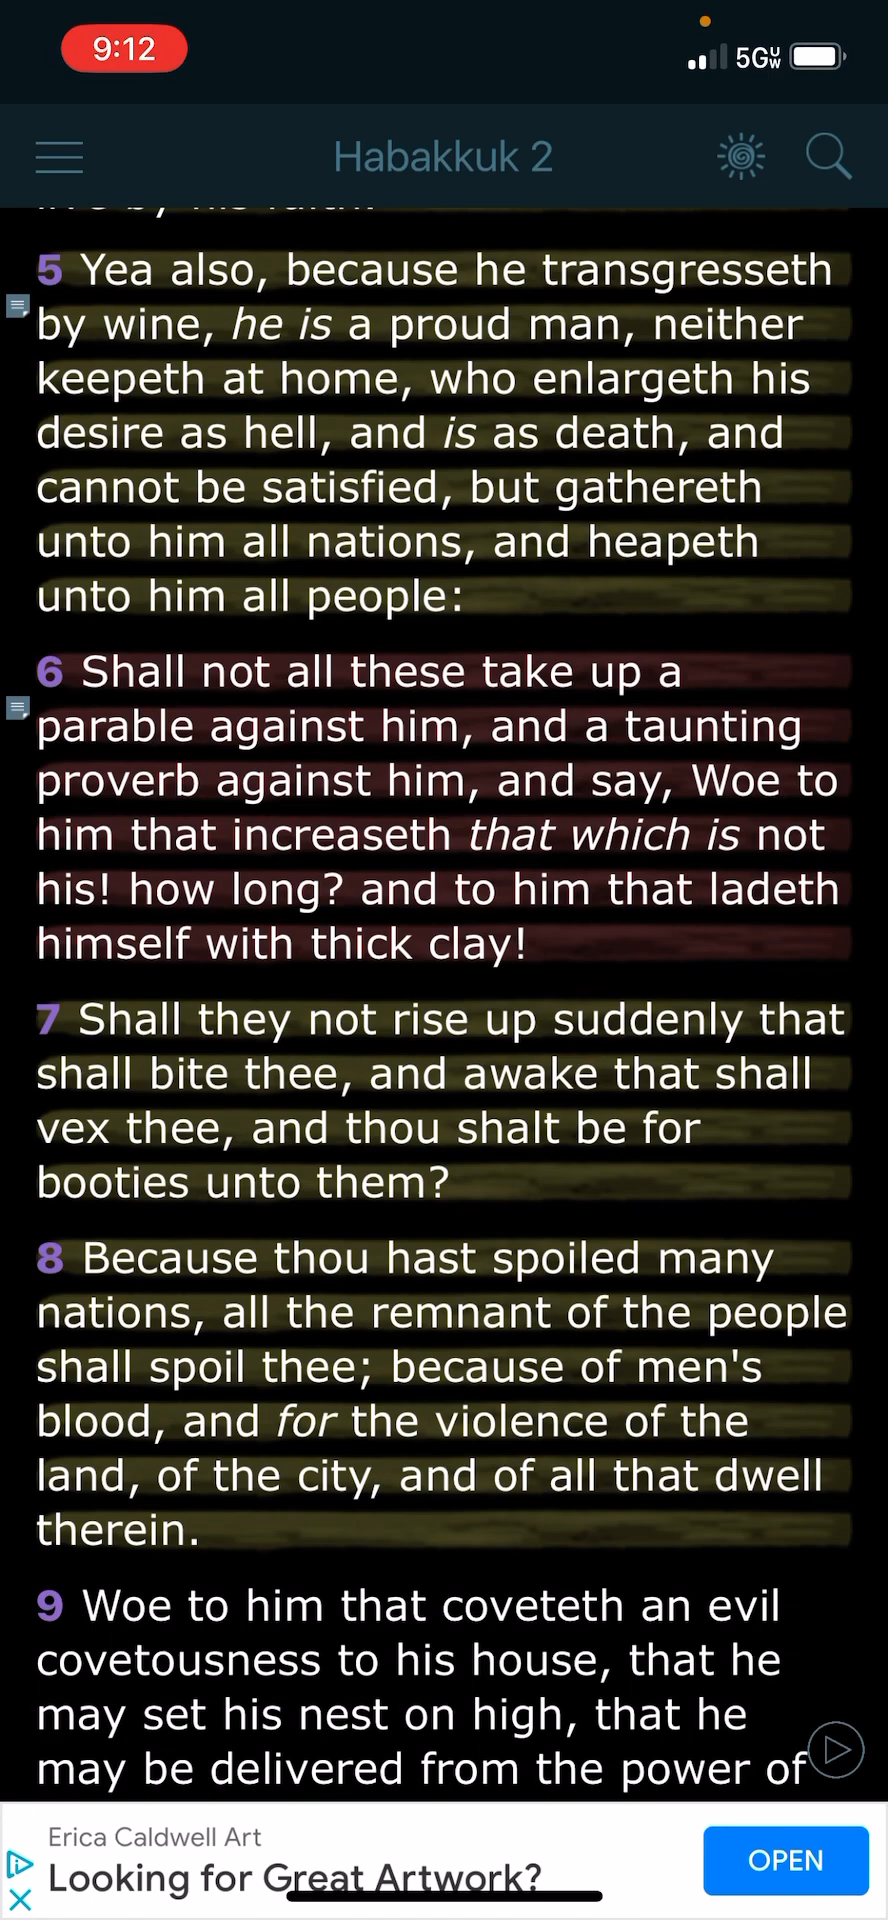 9:12
5G UW
Habakkuk 2
5 Yea also, because he transgresseth
by wine, he is a proud man, neither
keepeth at home, who enlargeth his
desire as hell, and is as death, and
cannot be satisfied, but gathereth
unto him all nations, and heapeth
unto him all people:
6 Shall not all these take up a
parable against him, and a taunting
proverb against him, and say, Woe to
him that increaseth that which is not
his! how long? and to him that ladeth
himself with thick clay!
7 Shall they not rise up suddenly that
shall bite thee, and awake that shall
vex thee, and thou shalt be for
booties unto them?
8 Because thou hast spoiled many
nations, all the remnant of the people
shall spoil thee; because of men's
blood, and for the violence of the
land, of the city, and of all that dwell
therein.
9 Woe to him that coveteth an evil
covetousness to his house, that he
may set his nest on high, that he
may be delivered from the power of
Erica Caldwell Art
Looking for Great Artwork?
OPEN